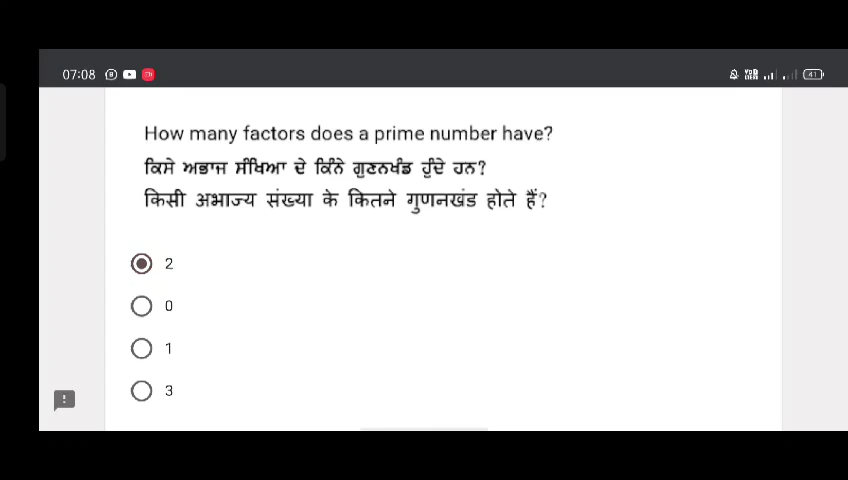 07:08
41
How many factors does a prime number have?
ਕਿਸੇ ਅਭਾਜ ਸੰਖਿਆ ਦੇ ਕਿੰਨੇ ਗੁਣਨਖੰਡ ਹੁੰਦੇ ਹਨ?
किसी अभाज्य संख्या के कितने गुणनखंड होते हैं?
2
0
1
3